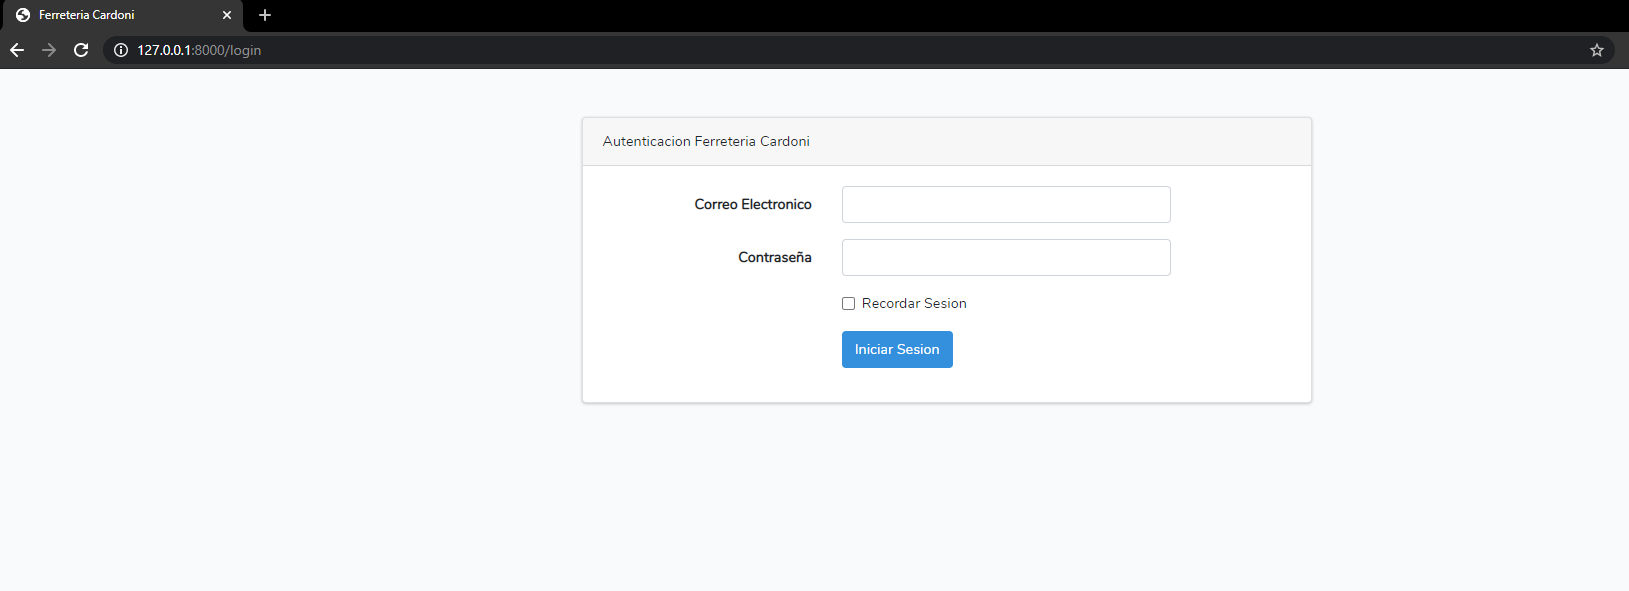 Ferreteria Cardoni
127.0.0.1:8000/login
Autenticacion Ferreteria Cardoni
Correo Electronico
Contraseña
Recordar Sesion
Iniciar Sesion